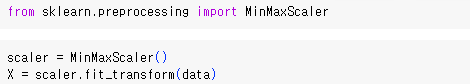 from sklearn.preprocessing import MinMaxScaler
scaler = MinMaxScaler()
X = scaler.fit_transform(data)